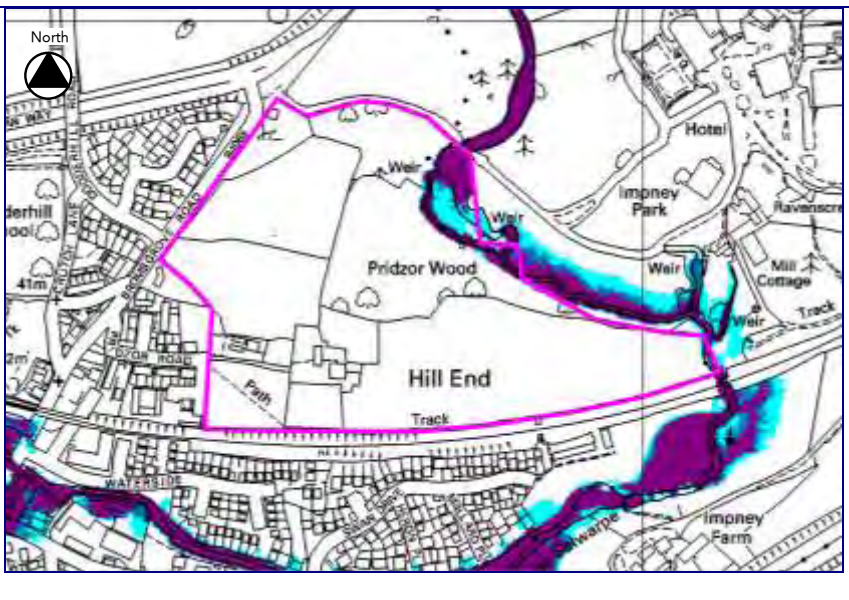 North
Weir
Hotel
Impney
Park
Ravenscr
Weir
Pridzor Wood
Weir
Mill
Cottage
41m
ROAD
Weir
Track
Hill End
Path
Track
WATERSIDE
Impney
Farm